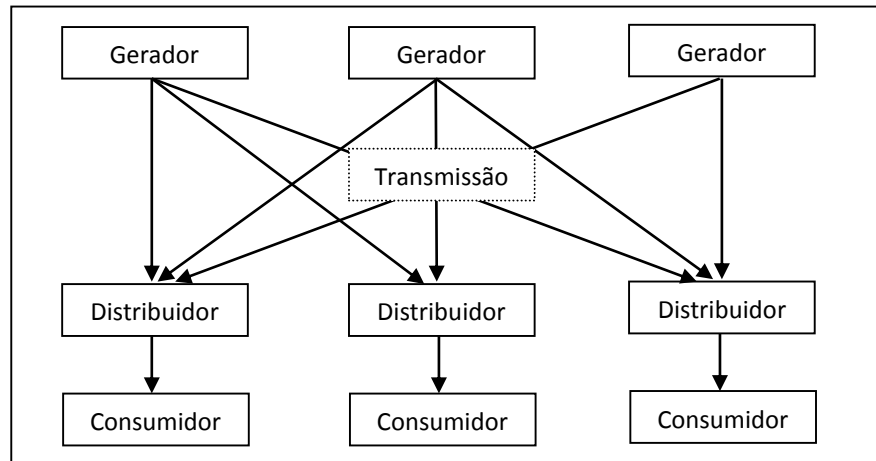 Gerador
Gerador
Gerador
Transmissão
Distribuidor
Distribuidor
Distribuidor
Consumidor
Consumidor
Consumidor